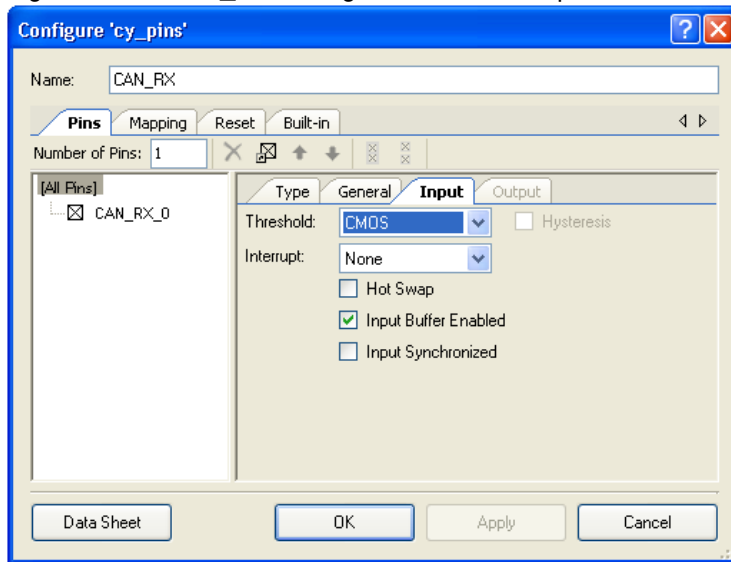 Configure 'cy_pins'
Name: CAN_RX
Pins Mapping Reset Built-in
Number of Pins: 1
[All Pins]
CAN_RX_0
Type General Input Output
Threshold: CMOS Hysteresis
Interrupt: None
Hot Swap
Input Buffer Enabled
Input Synchronized
Data Sheet OK Apply Cancel